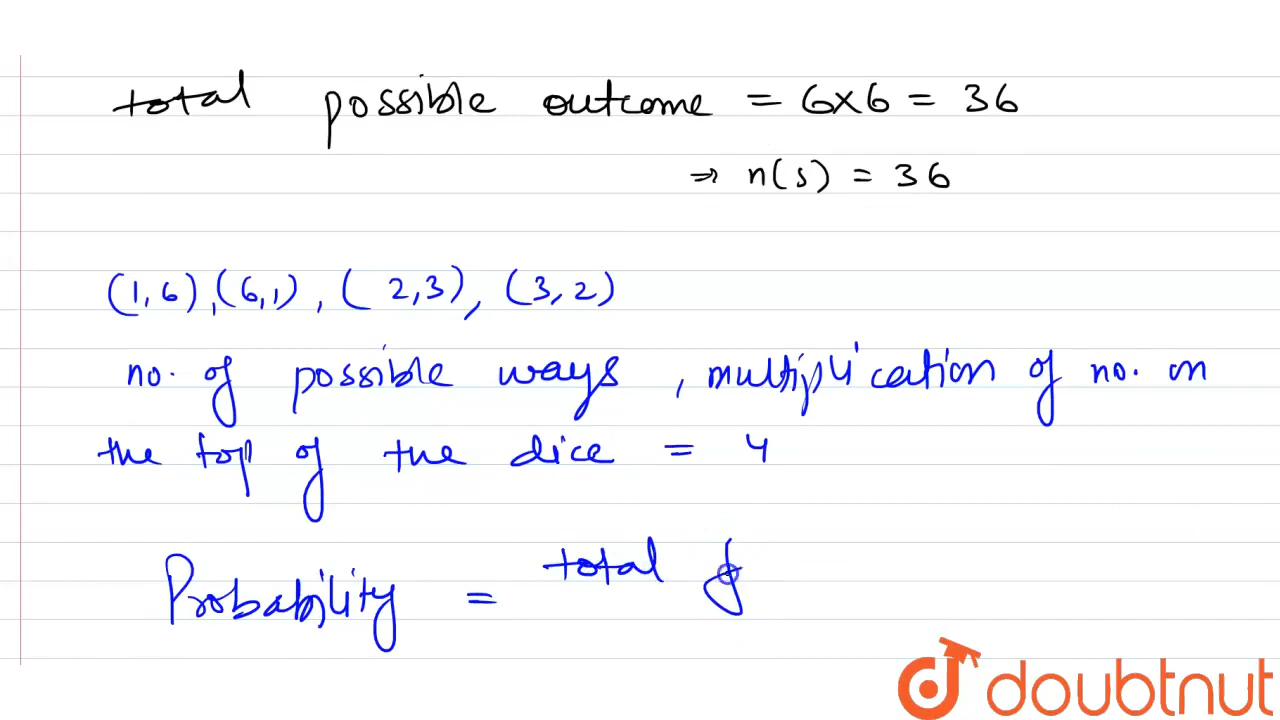 total possible outcome = 6x6 = 36
⇒ n(s) = 36
(1,6),(6,1), (2,3), (3,2)
no. of possible ways, multiplication of no. on
the top of the dice = 4
Probability = total f
doubtnut